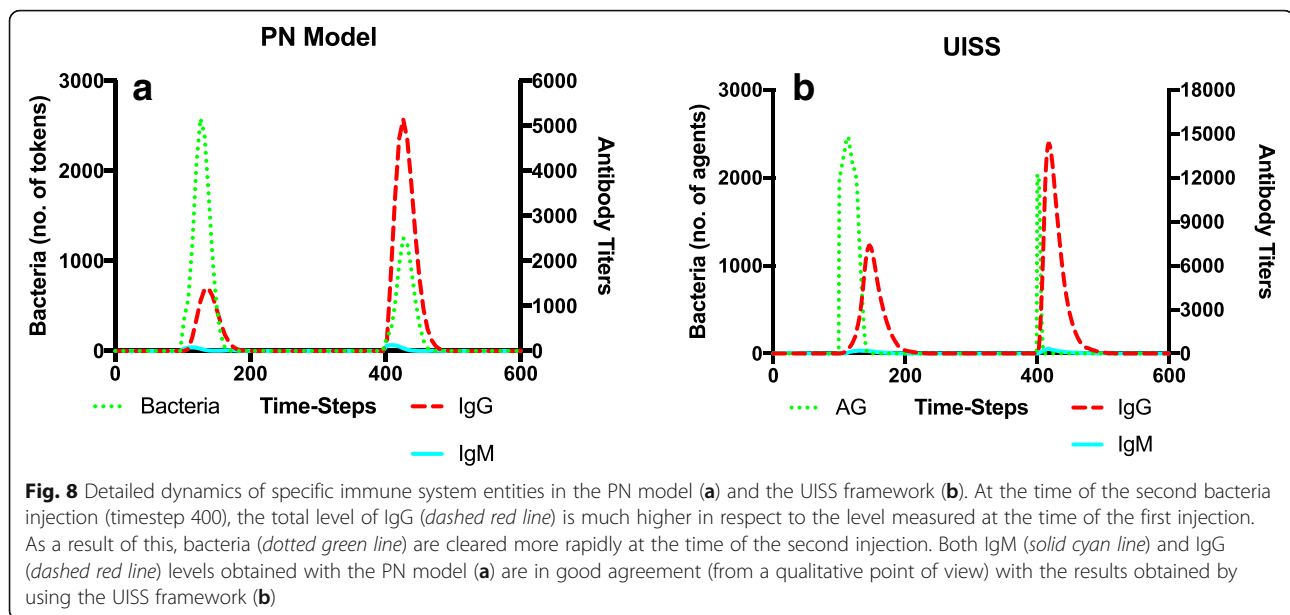 PN Model
UISS
a
b
3000
2000
1000
0
Bacteria (no. of tokens)
6000
5000
4000
3000
2000
1000
0
Antibody Titers
0
200
400
600
Bacteria
Time-Steps
IgG
IgM
3000
2000
1000
0
Bacteria (no. of agents)
18000
15000
12000
9000
6000
3000
0
Antibody Titers
0
200
400
600
AG
Time-Steps
IgG
IgM
Fig. 8 Detailed dynamics of specific immune system entities in the PN model (a) and the UISS framework (b). At the time of the second bacteria
injection (timestep 400), the total level of IgG (dashed red line) is much higher in respect to the level measured at the time of the first injection.
As a result of this, bacteria (dotted green line) are cleared more rapidly at the time of the second injection. Both IgM (solid cyan line) and IgG
(dashed red line) levels obtained with the PN model (a) are in good agreement (from a qualitative point of view) with the results obtained by
using the UISS framework (b)